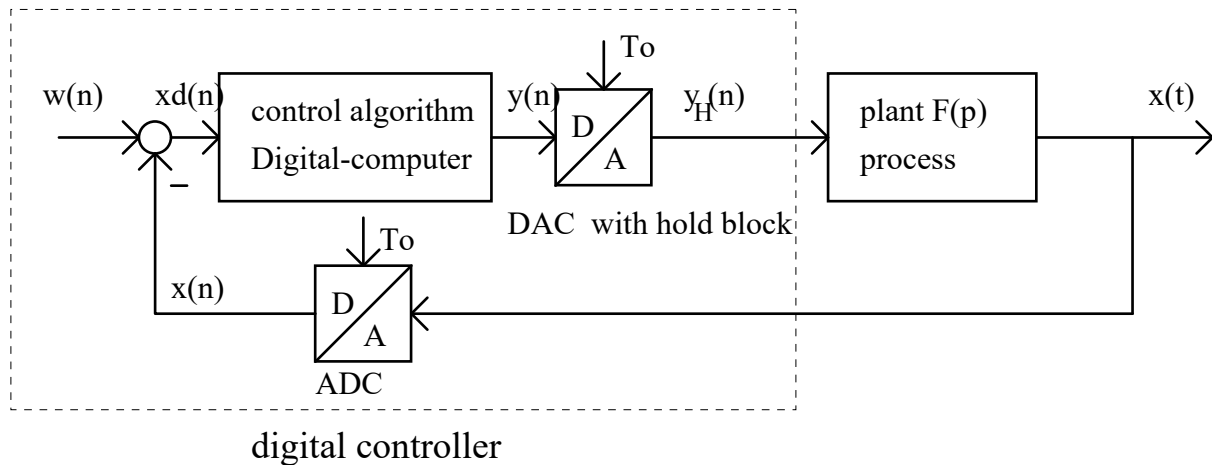 To
w(n)
xd(n)
control algorithm
Digital-computer
y(n)
D
A
y_H(n)
plant F(p)
process
x(t)
DAC with hold block
To
x(n)
D
A
ADC
digital controller